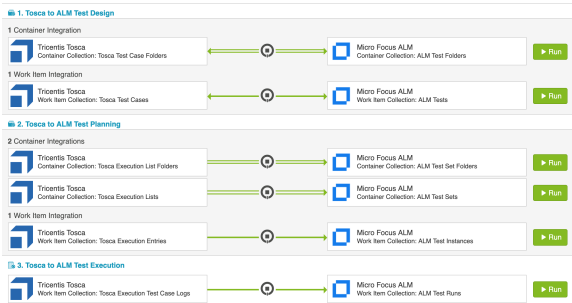 1. Tosca to ALM Test Design
1 Container Integration
Tricentis Tosca
Container Collection: Tosca Test Case Folders
Micro Focus ALM
Container Collection: ALM Test Folders
Run
1 Work Item Integration
Tricentis Tosca
Work Item Collection: Tosca Test Cases
Micro Focus ALM
Work Item Collection: ALM Tests
Run
2. Tosca to ALM Test Planning
2 Container Integrations
Tricentis Tosca
Container Collection: Tosca Execution List Folders
Micro Focus ALM
Container Collection: ALM Test Set Folders
Run
Tricentis Tosca
Container Collection: Tosca Execution Lists
Micro Focus ALM
Container Collection: ALM Test Sets
Run
1 Work Item Integration
Tricentis Tosca
Work Item Collection: Tosca Execution Entries
Micro Focus ALM
Work Item Collection: ALM Test Instances
Run
3. Tosca to ALM Test Execution
Tricentis Tosca
Work Item Collection: Tosca Execution Test Case Logs
Micro Focus ALM
Work Item Collection: ALM Test Runs
Run